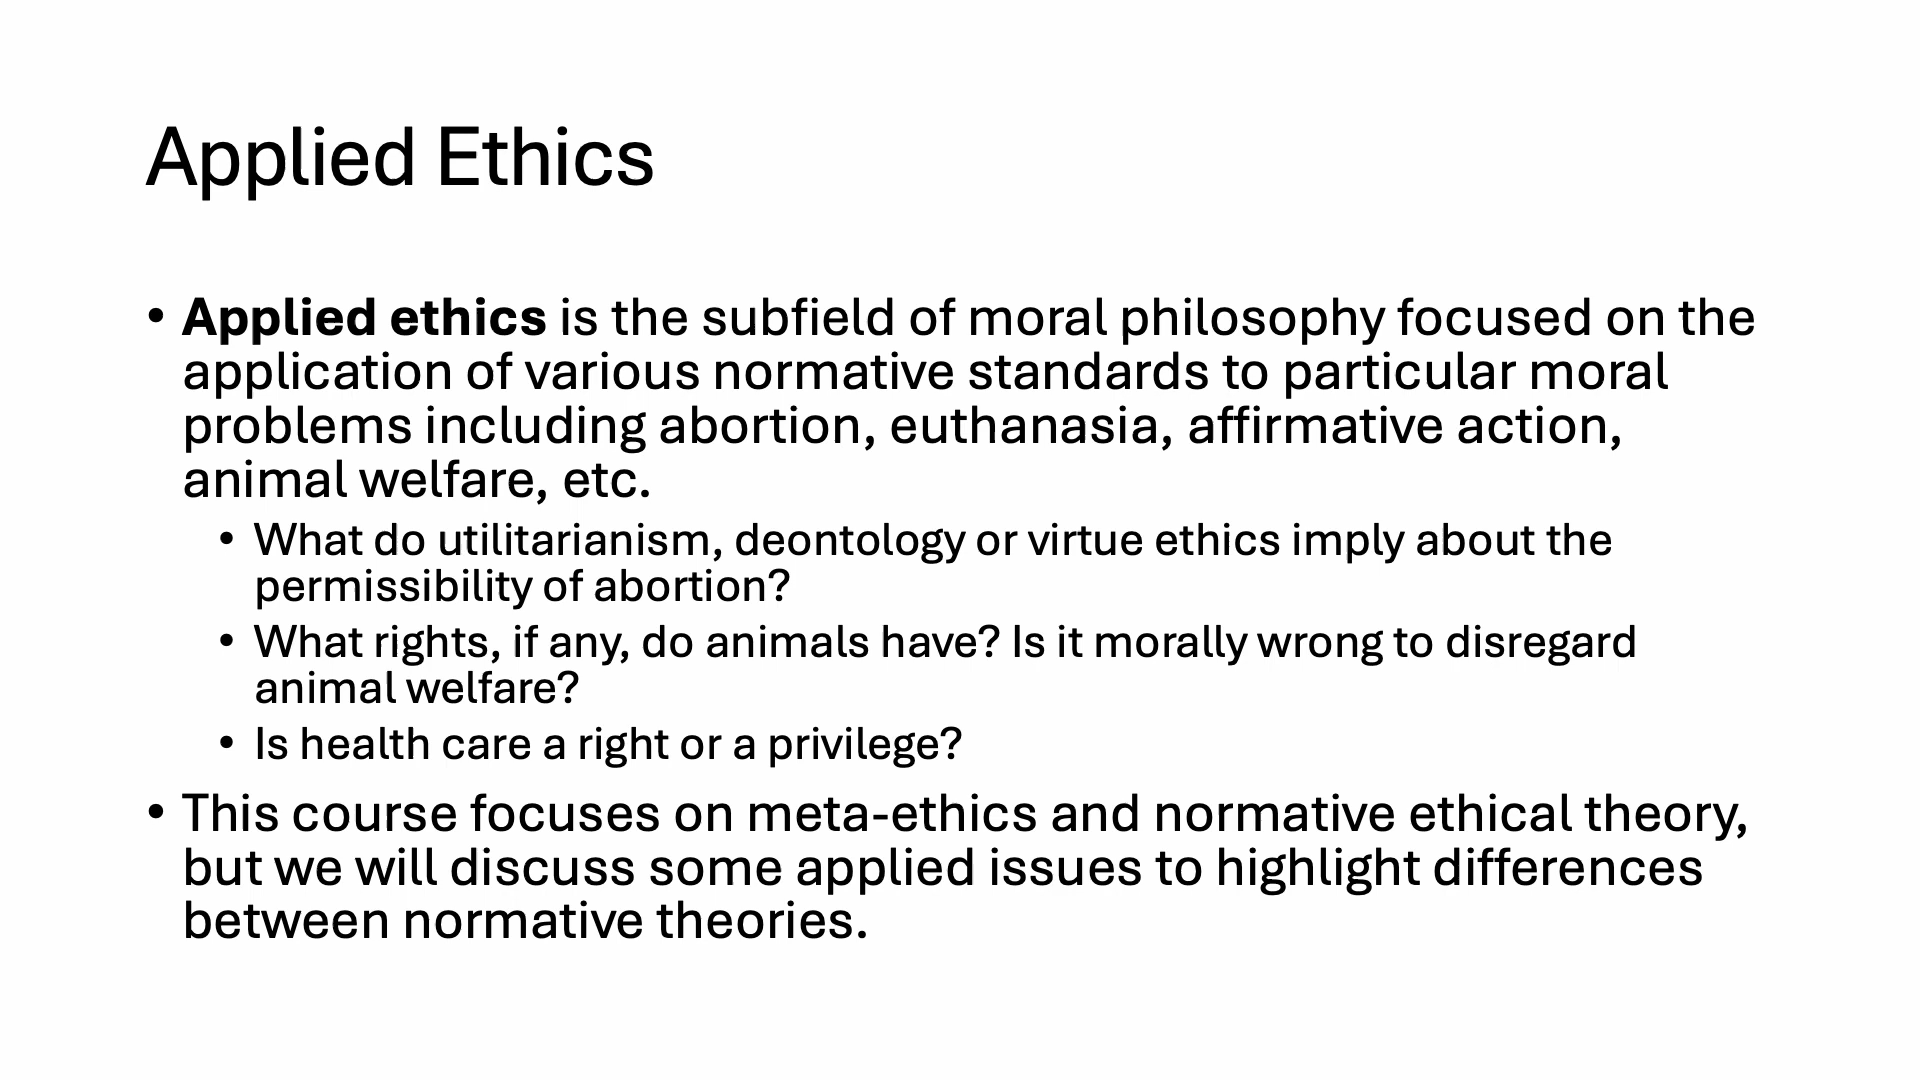 Applied Ethics
• Applied ethics is the subfield of moral philosophy focused on the
application of various normative standards to particular moral
problems including abortion, euthanasia, affirmative action,
animal welfare, etc.
• What do utilitarianism, deontology or virtue ethics imply about the
permissibility of abortion?
• What rights, if any, do animals have? Is it morally wrong to disregard
animal welfare?
• Is health care a right or a privilege?
• This course focuses on meta-ethics and normative ethical theory,
but we will discuss some applied issues to highlight differences
between normative theories.